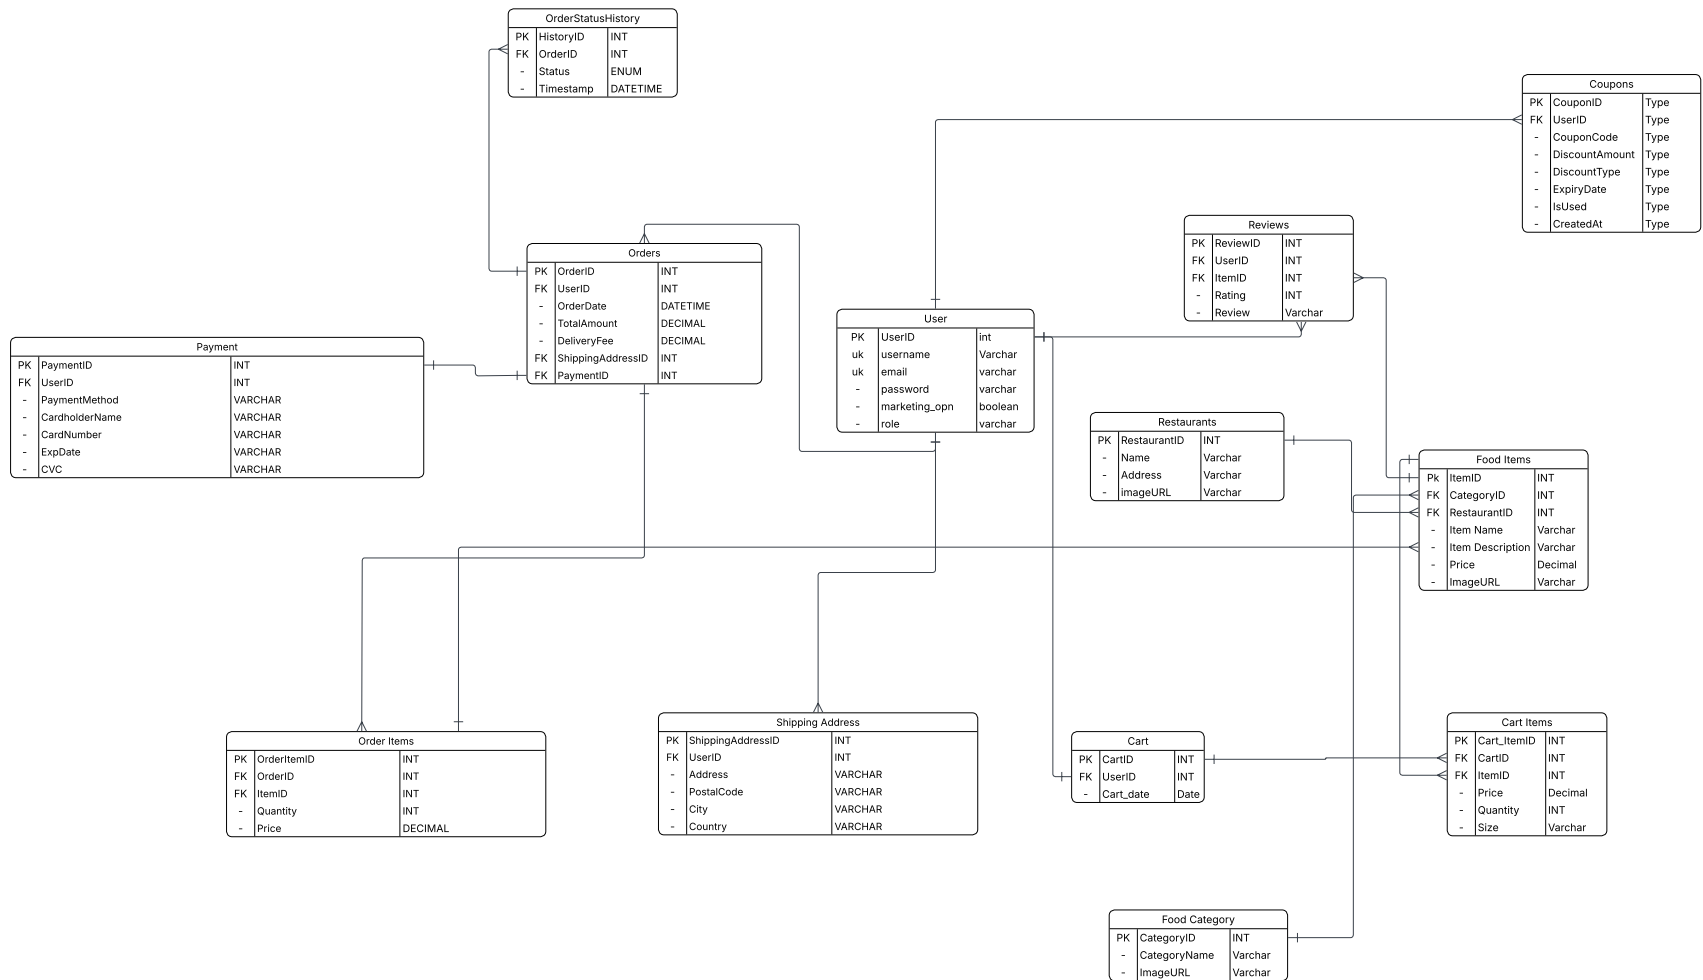 OrderStatusHistory
PK HistoryID INT
FK OrderID INT
- Status ENUM
- Timestamp DATETIME
Coupons
PK CouponID Type
FK UserID Type
- CouponCode Type
- DiscountAmount Type
- DiscountType Type
- ExpiryDate Type
- IsUsed Type
- CreatedAt Type
Reviews
PK ReviewID INT
FK UserID INT
FK ItemID INT
- Rating INT
- Review Varchar
Orders
PK OrderID INT
FK UserID INT
- OrderDate DATETIME
- TotalAmount DECIMAL
- DeliveryFee DECIMAL
FK ShippingAddressID INT
FK PaymentID INT
User
PK UserID int
uk username Varchar
uk email varchar
- password varchar
- marketing_opn boolean
- role varchar
Payment
PK PaymentID INT
FK UserID INT
- PaymentMethod VARCHAR
- CardholderName VARCHAR
- CardNumber VARCHAR
- ExpDate VARCHAR
- CVC VARCHAR
Restaurants
PK RestaurantID INT
- Name Varchar
- Address Varchar
- imageURL Varchar
Food Items
Pk ItemID INT
FK CategoryID INT
FK RestaurantID INT
- Item Name Varchar
- Item Description Varchar
- Price Decimal
- ImageURL Varchar
Order Items
PK OrderItemID INT
FK OrderID INT
FK ItemID INT
- Quantity INT
- Price DECIMAL
Shipping Address
PK ShippingAddressID INT
FK UserID INT
- Address VARCHAR
- PostalCode VARCHAR
- City VARCHAR
- Country VARCHAR
Cart
PK CartID INT
FK UserID INT
- Cart_date Date
Cart Items
PK Cart_ItemID INT
FK CartID INT
FK ItemID INT
- Price Decimal
- Quantity INT
- Size Varchar
Food Category
PK CategoryID INT
- CategoryName Varchar
- ImageURL Varchar